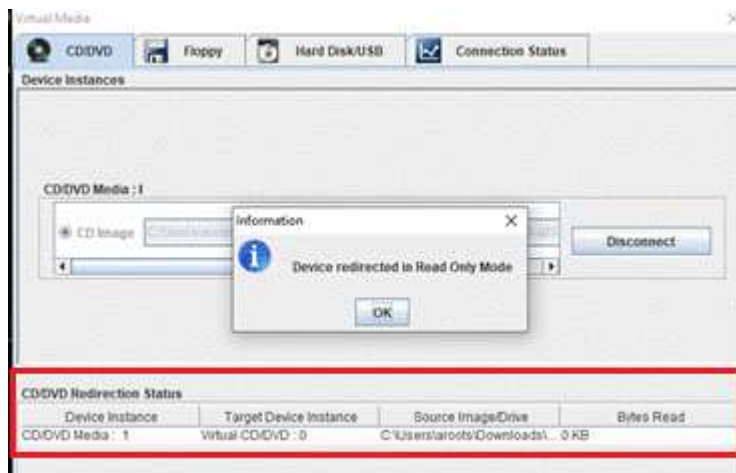 Virtual Media
CD/DVD Floppy Hard Disk/USB Connection Status
Device Instances
CD/DVD Media : I
CD Image
Information
Device redirected in Read Only Mode
OK
Disconnect
CD/DVD Redirection Status
Device Instance Target Device Instance Source Image/Drive Bytes Read
CD/DVD Media : 1 Virtual CD/DVD : 0 C:\Users\aroots\Downloads\... 0 KB